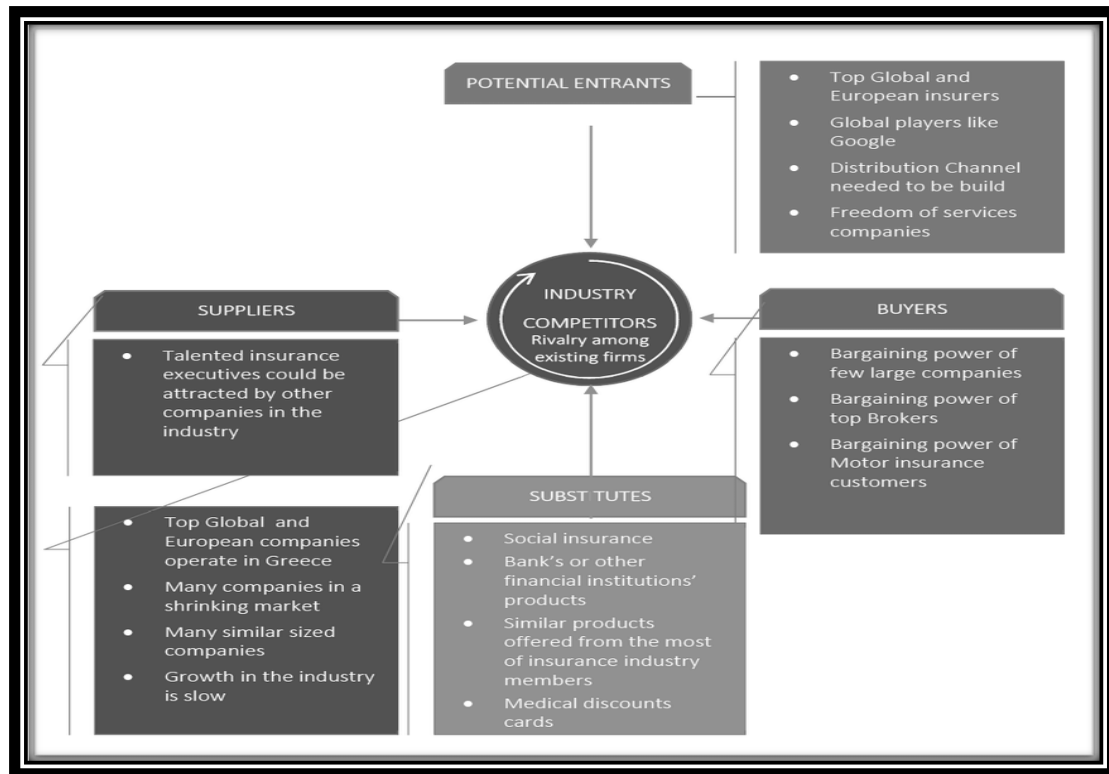 POTENTIAL ENTRANTS
• Top Global and
European insurers
• Global players like
Google
• Distribution Channel
needed to be build
• Freedom of services
companies
SUPPLIERS
• Talented insurance
executives could be
attracted by other
companies in the
industry
INDUSTRY
COMPETITORS
Rivalry among
existing firms
BUYERS
• Bargaining power of
few large companies
• Bargaining power of
top Brokers
• Bargaining power of
Motor insurance
customers
• Top Global and
European companies
operate in Greece
• Many companies in a
shrinking market
• Many similar sized
companies
• Growth in the industry
is slow
SUBST TUTES
• Social insurance
• Bank's or other
financial institutions'
products
• Similar products
offered from the most
of insurance industry
members
• Medical discounts
cards